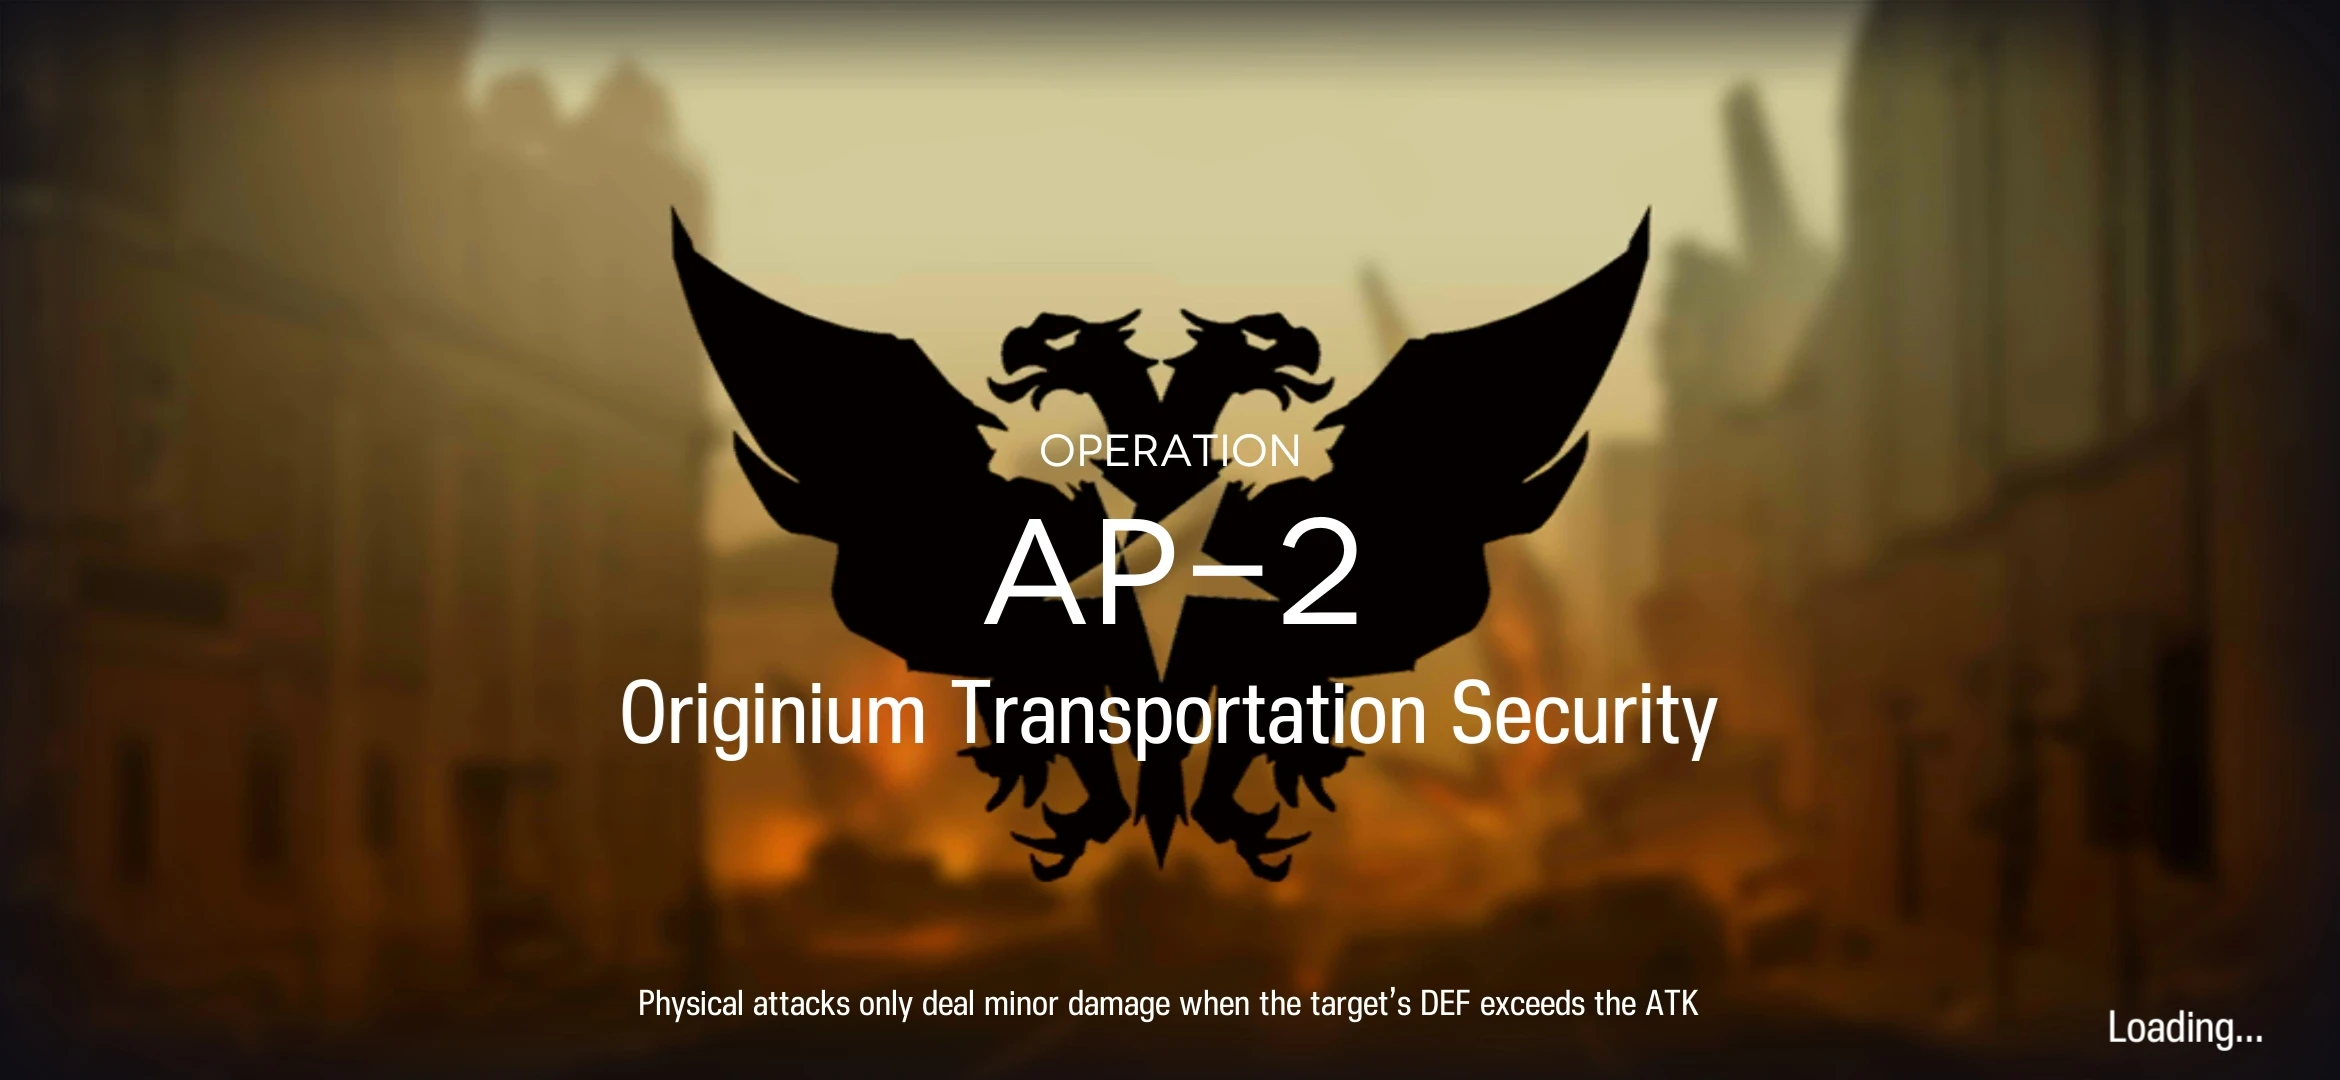 OPERATION
AP-2
Originium Transportation Security
Physical attacks only deal minor damage when the target's DEF exceeds the ATK
Loading...